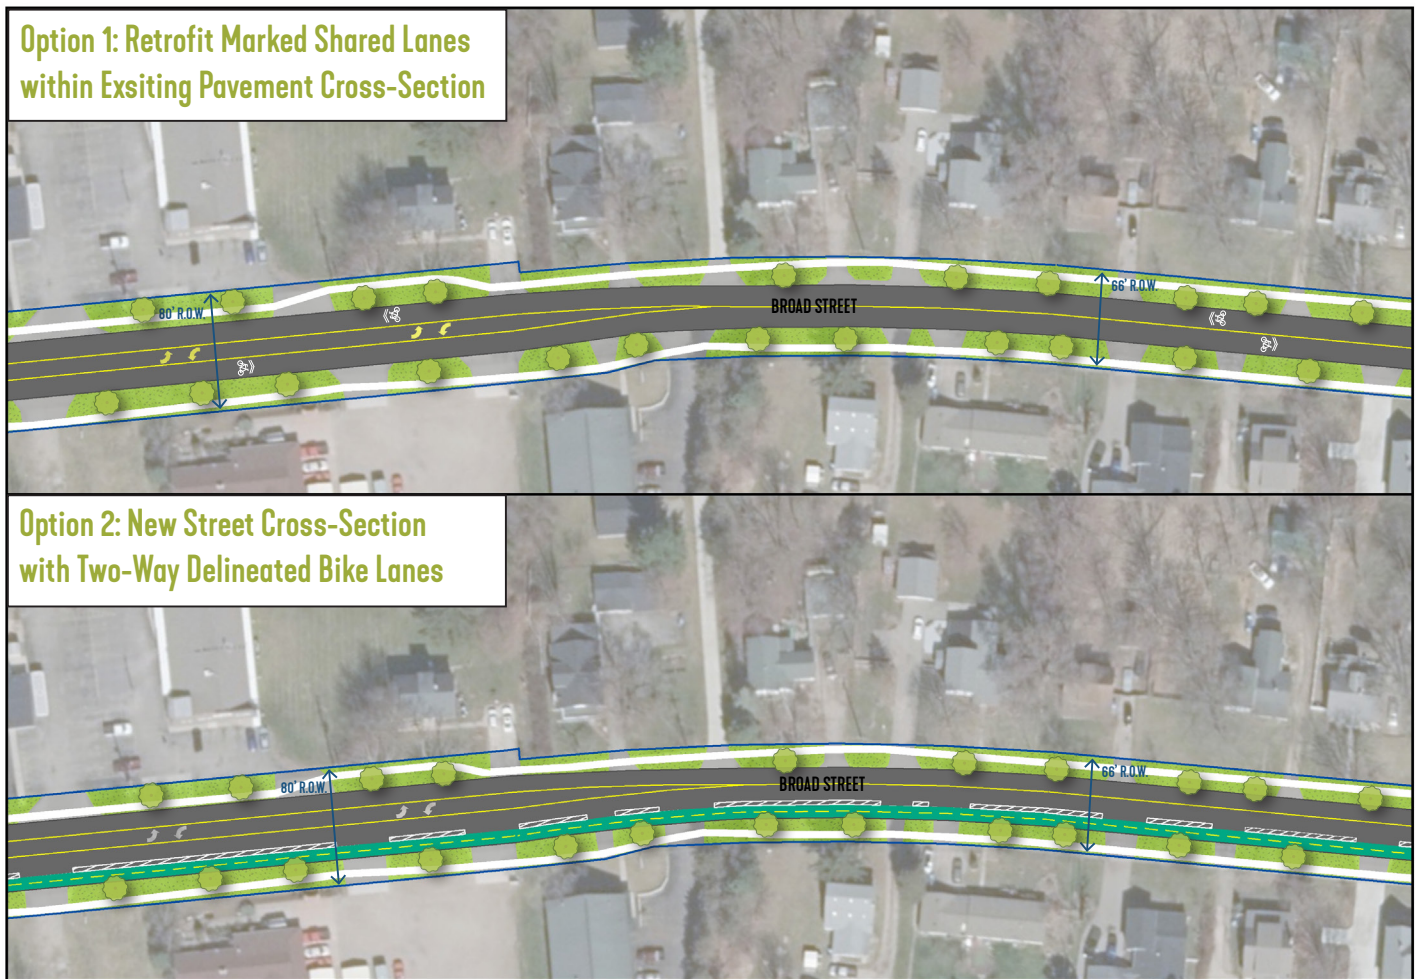 Option 1: Retrofit Marked Shared Lanes
within Exsiting Pavement Cross-Section
80' R.O.W.
BROAD STREET
66' R.O.W.
Option 2: New Street Cross-Section
with Two-Way Delineated Bike Lanes
80' R.O.W.
BROAD STREET
66' R.O.W.